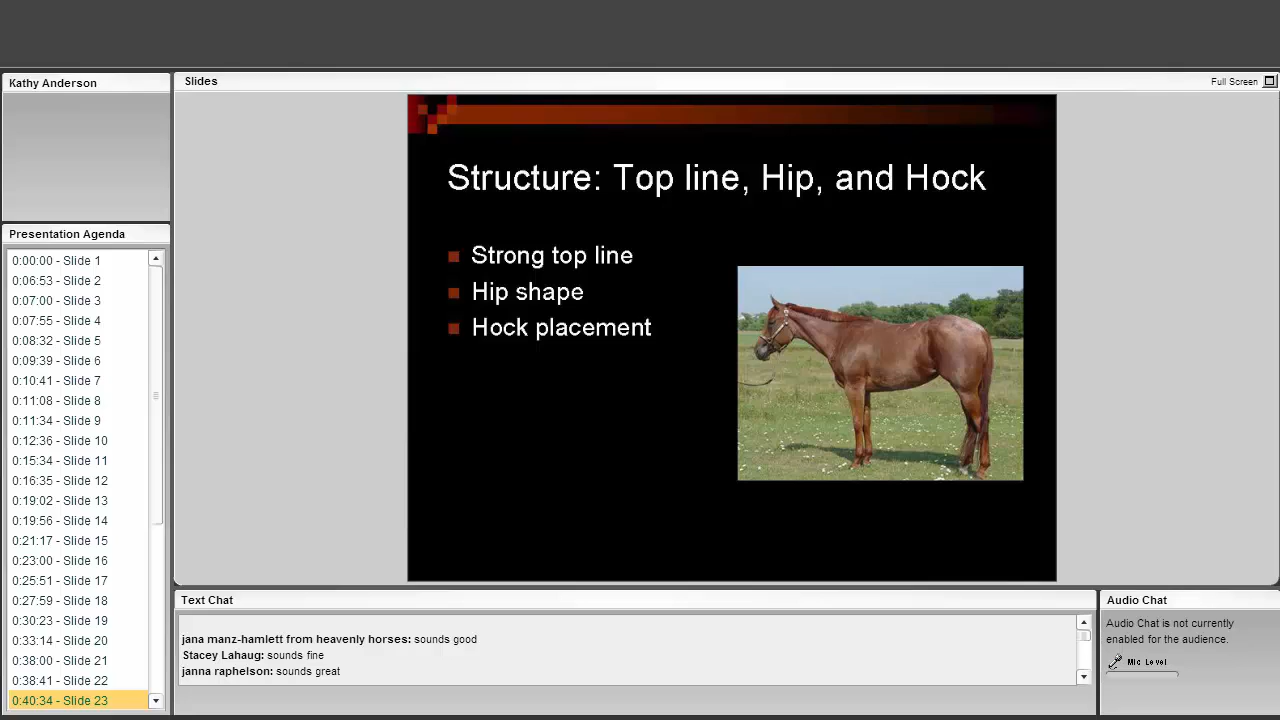 Kathy Anderson
Slides
Full Screen
Structure: Top line, Hip, and Hock
Strong top line
Hip shape
Hock placement
Presentation Agenda
0:00:00 - Slide 1
0:06:53 - Slide 2
0:07:00 - Slide 3
0:07:55 - Slide 4
0:08:32 - Slide 5
0:09:39 - Slide 6
0:10:41 - Slide 7
0:11:08 - Slide 8
0:11:34 - Slide 9
0:12:36 - Slide 10
0:15:34 - Slide 11
0:16:35 - Slide 12
0:19:02 - Slide 13
0:19:56 - Slide 14
0:21:17 - Slide 15
0:23:00 - Slide 16
0:25:51 - Slide 17
0:27:59 - Slide 18
0:30:23 - Slide 19
0:33:14 - Slide 20
0:38:00 - Slide 21
0:38:41 - Slide 22
0:40:34 - Slide 23
Text Chat
jana manz-hamlett from heavenly horses: sounds good
Stacey Lahaug: sounds fine
janna raphelson: sounds great
Audio Chat
Audio Chat is not currently
enabled for the audience.
Mic Level